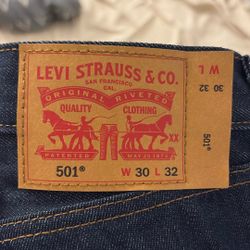 LEVI STRAUSS & CO.
SAN FRANCISCO
CAL.
ORIGINAL RIVETED
QUALITY CLOTHING
XX
PATENTED MAY 20 1873
501® W 30 L 32
W L
30 32
501®